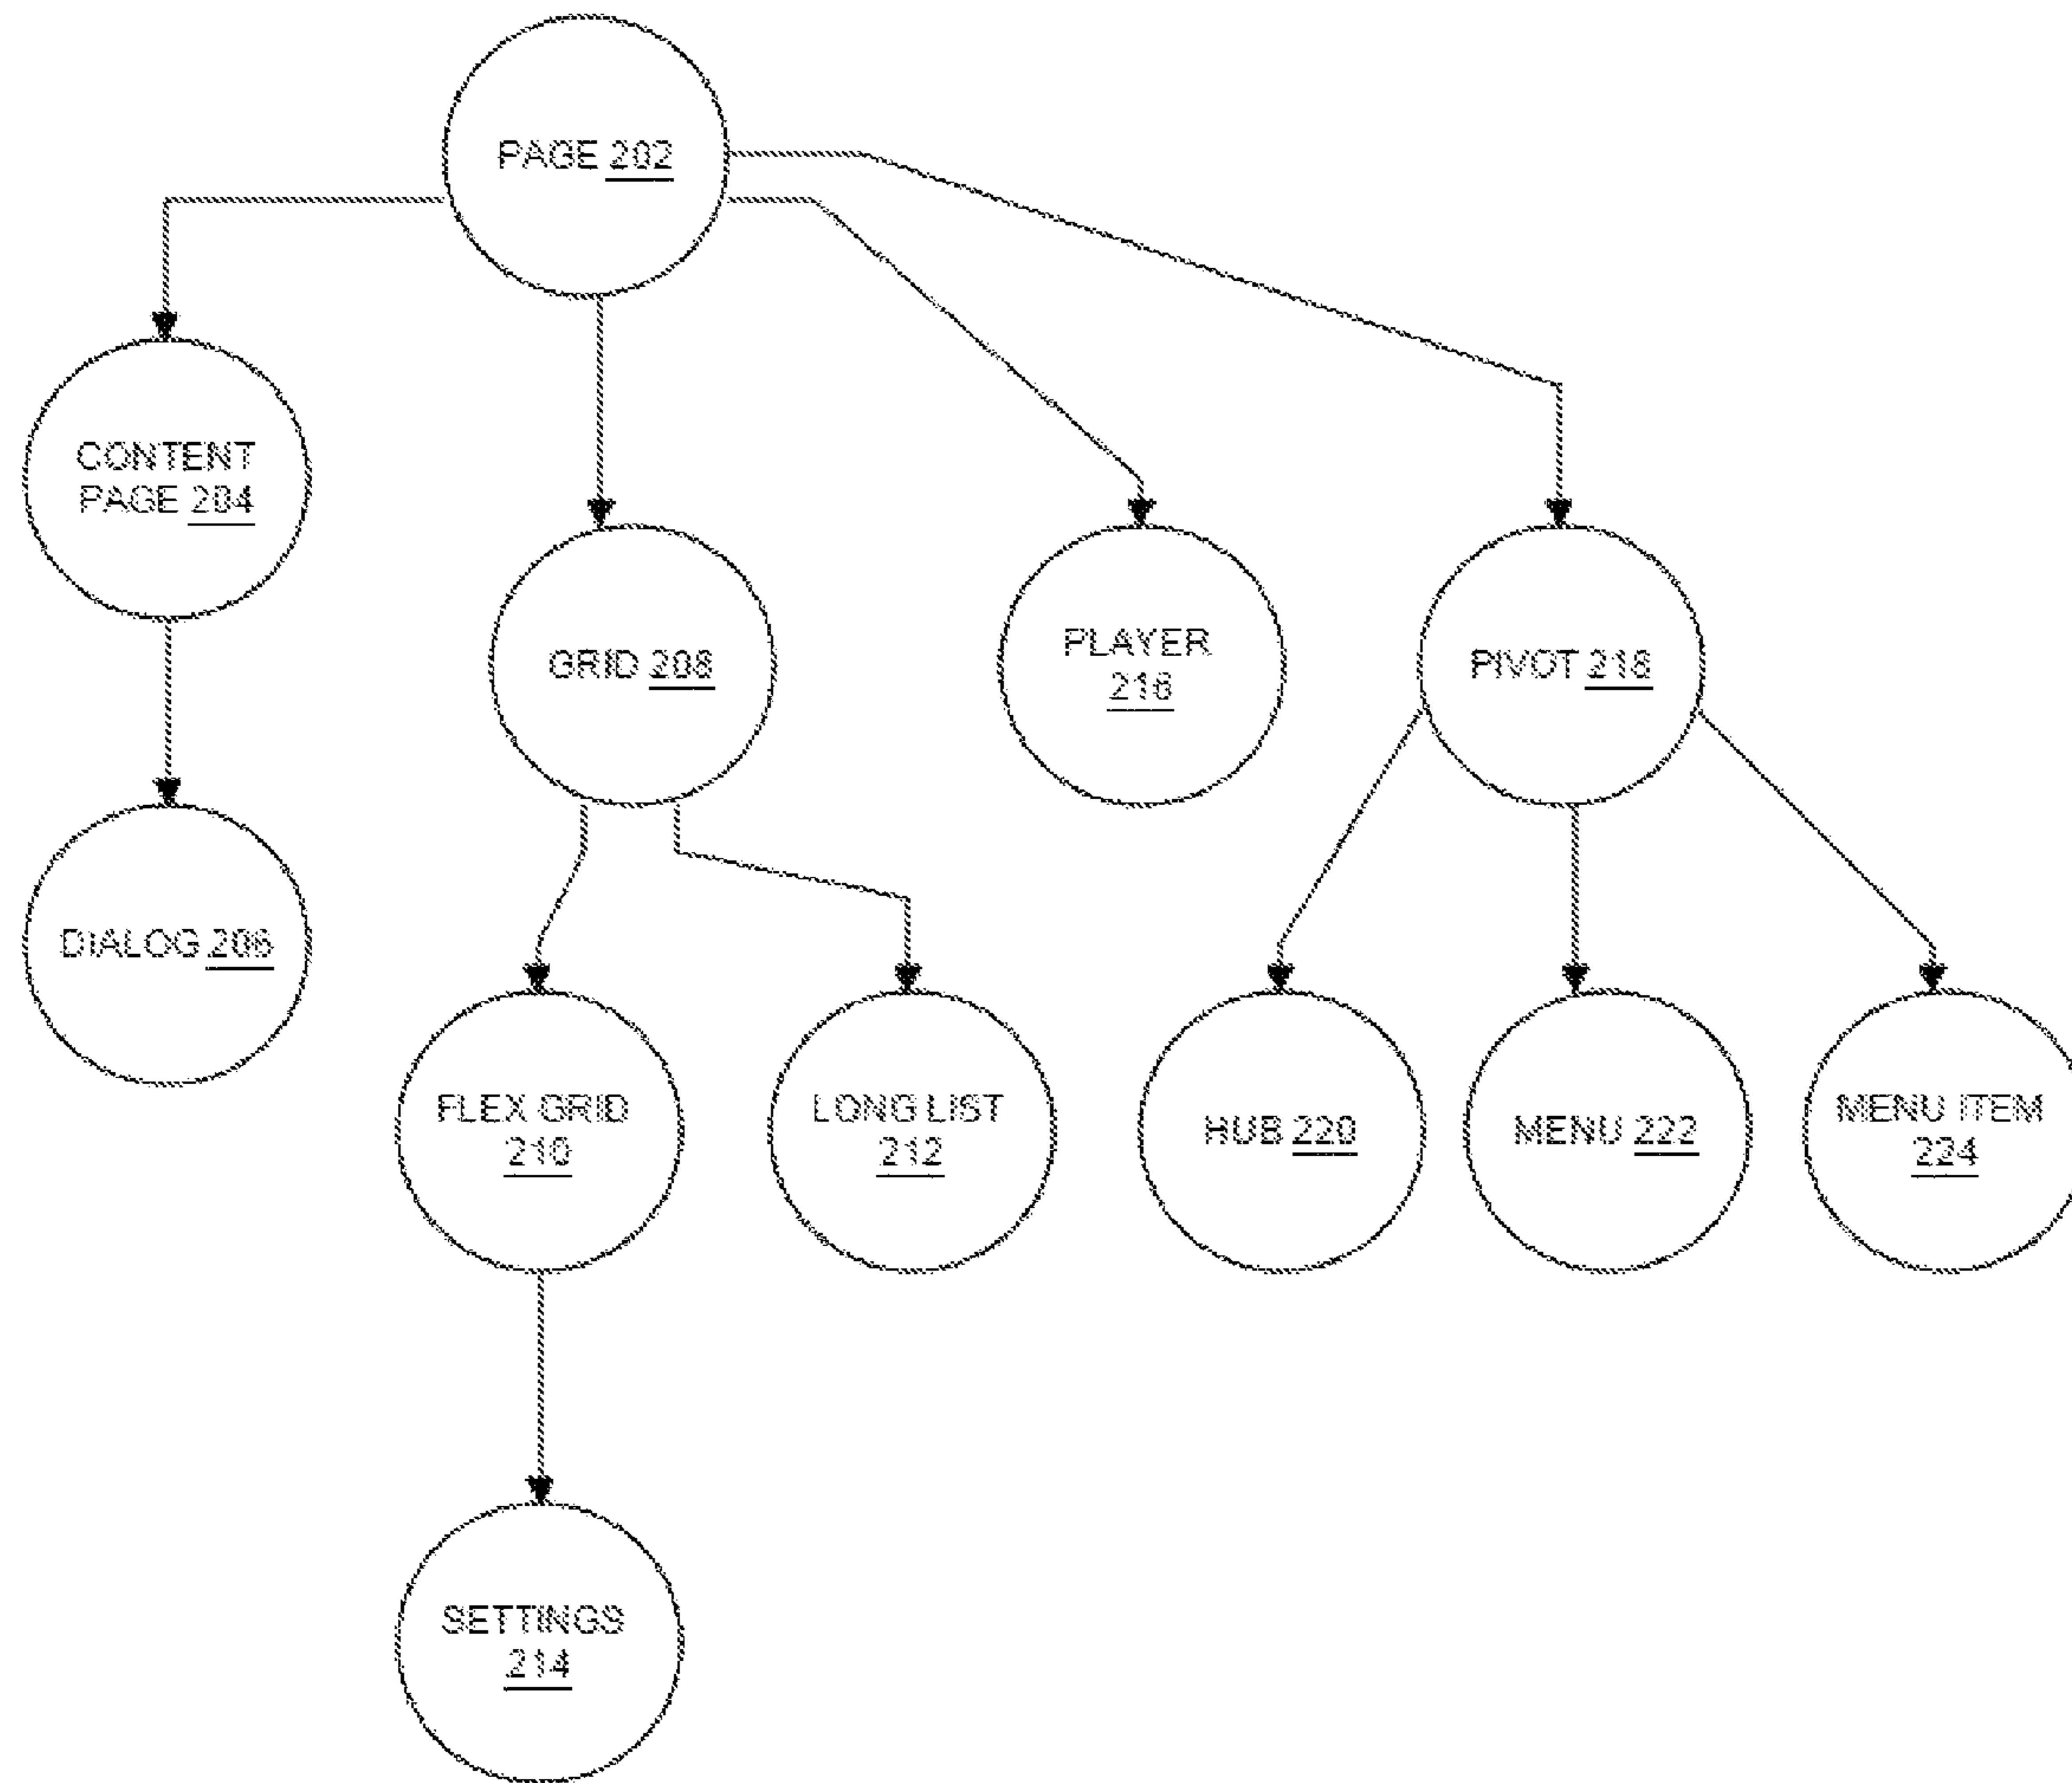 PAGE 202
CONTENT
PAGE 204
GRID 208
PLAYER
216
PIVOT 218
DIALOG 206
FLEX GRID
210
LONG LIST
212
HUB 220
MENU 222
MENU ITEM
224
SETTINGS
214